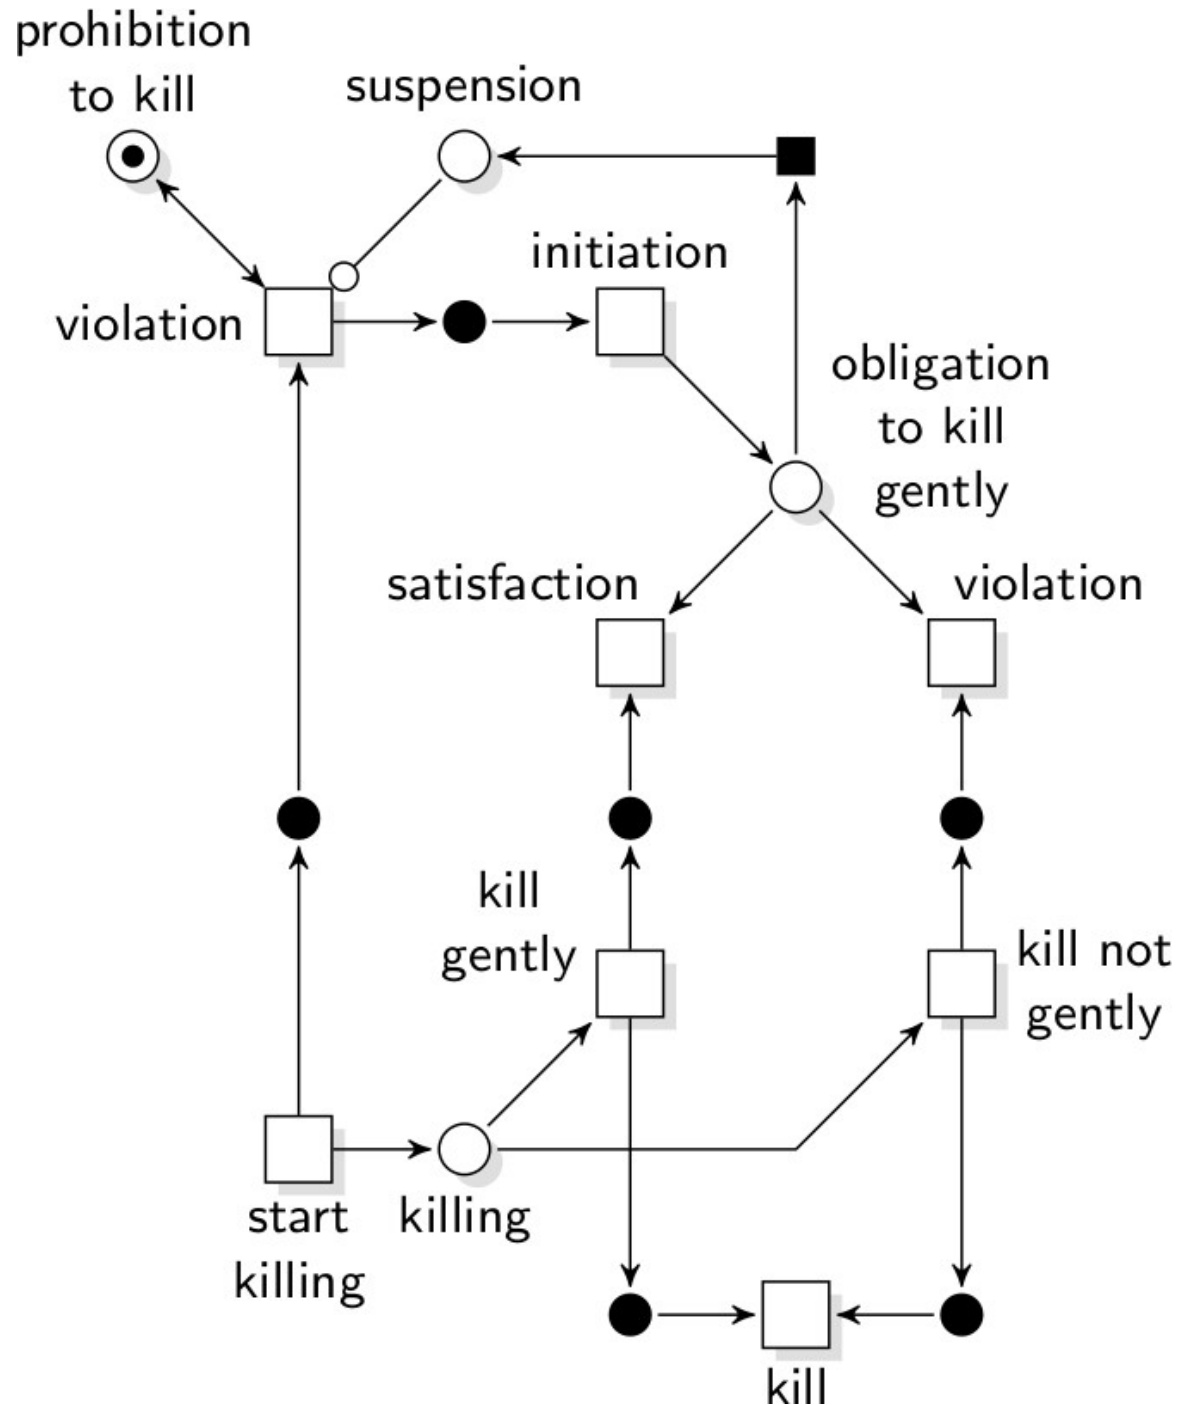 prohibition
to kill
suspension
initiation
violation
obligation
to kill
gently
satisfaction
violation
kill
gently
kill not
gently
start
killing
killing
kill